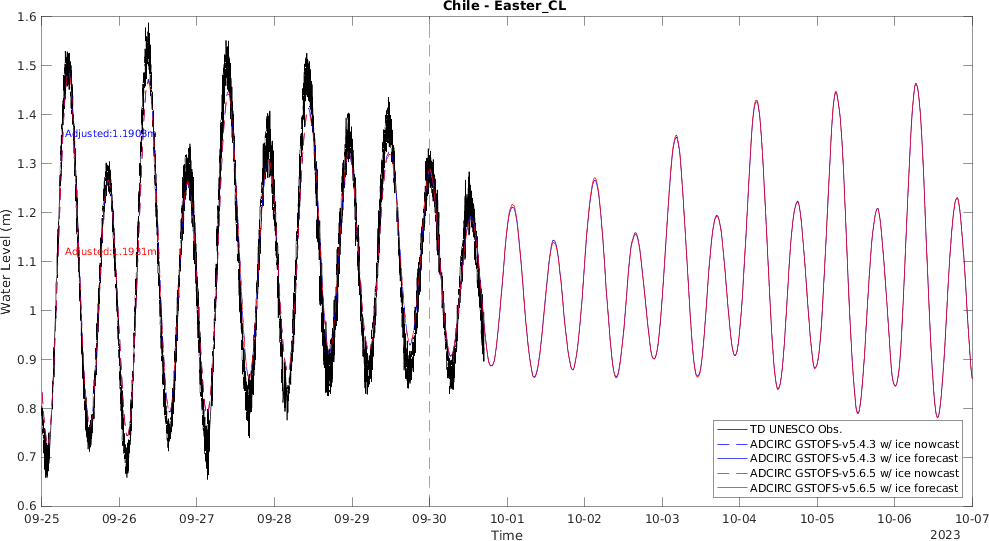 Chile - Easter_CL
1.6
1.5
1.4
1.3
1.2
1.1
1
0.9
0.8
0.7
0.6
Water Level (m)
Adjusted:1.1903m
Adjusted:1.1931m
TD UNESCO Obs.
ADCIRC GSTOFS-v5.4.3 w/ ice nowcast
ADCIRC GSTOFS-v5.4.3 w/ ice forecast
ADCIRC GSTOFS-v5.6.5 w/ ice nowcast
ADCIRC GSTOFS-v5.6.5 w/ ice forecast
09-25 09-26 09-27 09-28 09-29 09-30 10-01 10-02 10-03 10-04 10-05 10-06 10-07
Time
2023